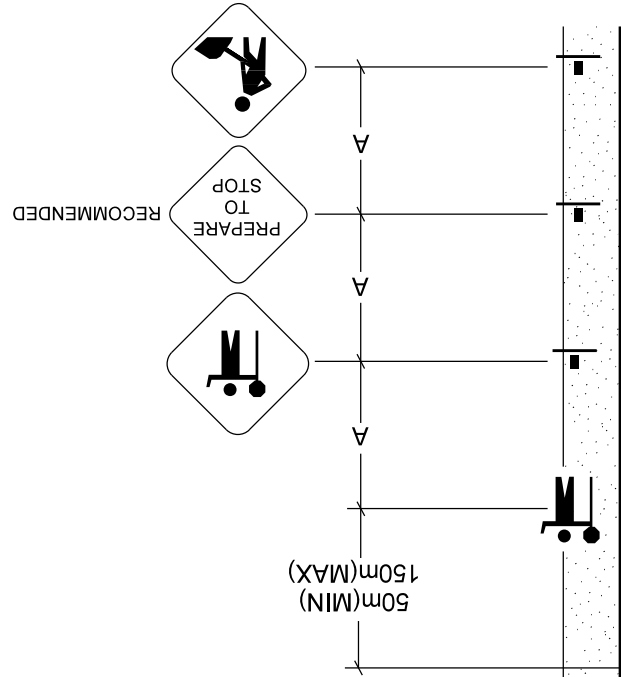 50m(MIN)
150m(MAX)
A
A
PREPARE
TO
STOP
RECOMMENDED
A